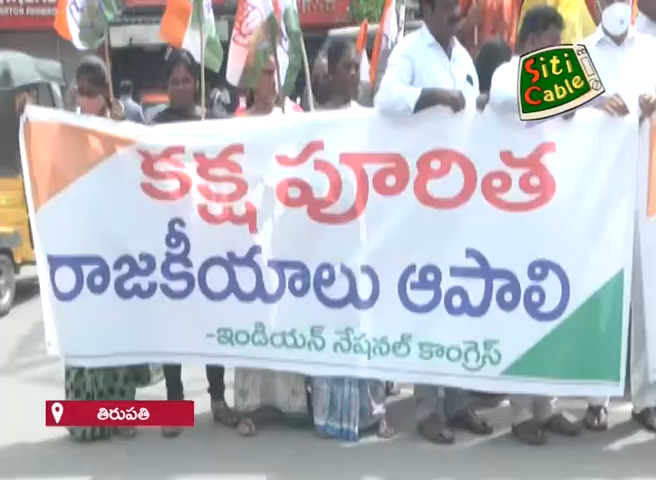 Siti
Cable
కక్ష పూరిత
రాజకీయాలు ఆపాలి
-ఇండియన్ నేషనల్ కాంగ్రెస్
తిరుపతి